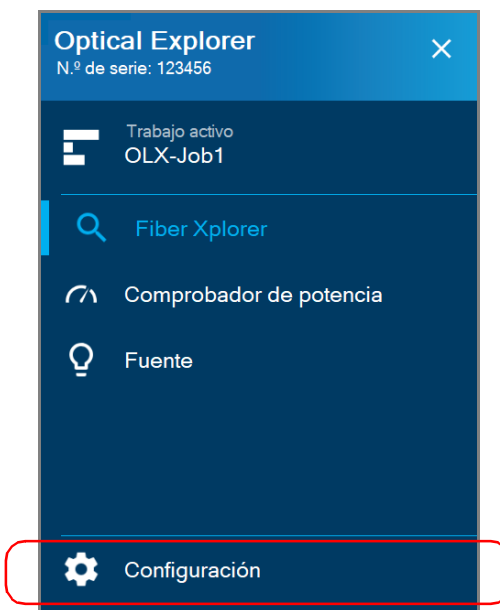 Optical Explorer
N.º de serie: 123456
Trabajo activo
OLX-Job1
Fiber Xplorer
Comprobador de potencia
Fuente
Configuración